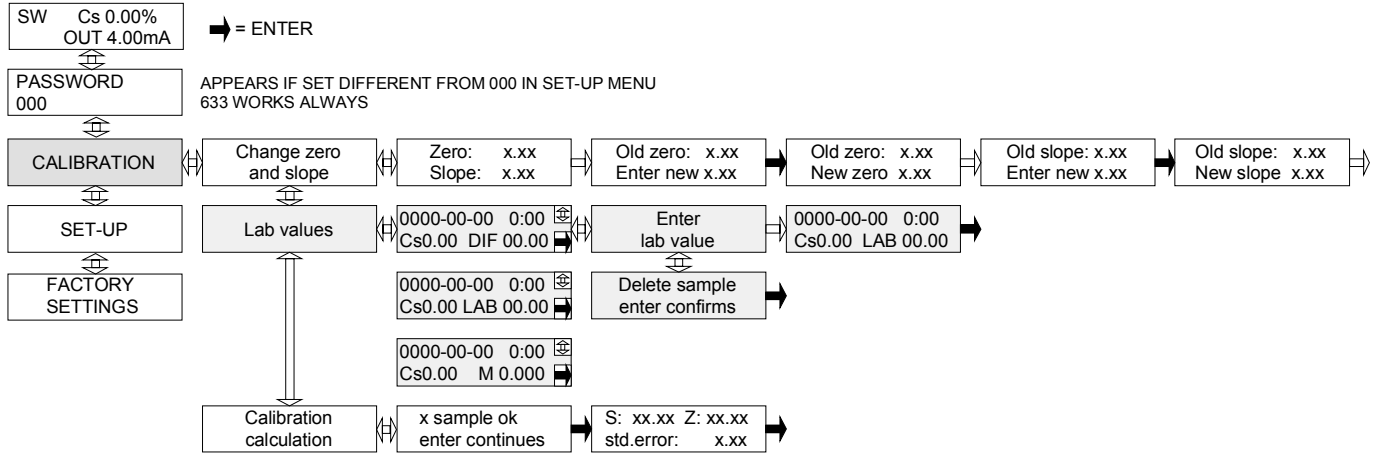 SW Cs 0.00%
OUT 4.00mA
= ENTER
PASSWORD
000
APPEARS IF SET DIFFERENT FROM 000 IN SET-UP MENU
633 WORKS ALWAYS
CALIBRATION
Change zero
and slope
Zero: x.xx
Slope: x.xx
Old zero: x.xx
Enter new x.xx
Old zero: x.xx
New zero x.xx
Old slope: x.xx
Enter new x.xx
Old slope: x.xx
New slope x.xx
SET-UP
Lab values
0000-00-00 0:00
Cs0.00 DIF 00.00
Enter
lab value
0000-00-00 0:00
Cs0.00 LAB 00.00
FACTORY
SETTINGS
0000-00-00 0:00
Cs0.00 LAB 00.00
Delete sample
enter confirms
0000-00-00 0:00
Cs0.00 M 0.000
Calibration
calculation
x sample ok
enter continues
S: xx.xx Z: xx.xx
std.error: x.xx